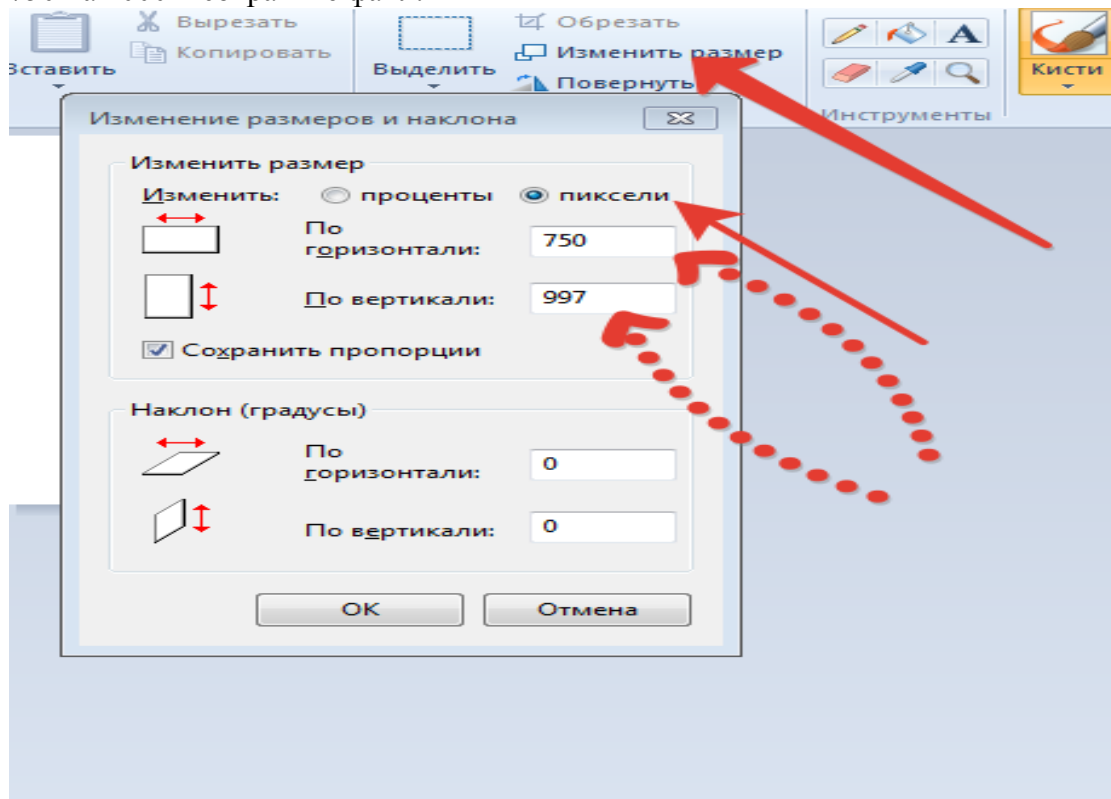 Вырезать
Обрезать
Копировать
Изменить размер
Вставить
Выделить
Повернуть
Кисти
Инструменты
Изменение размеров и наклона
Изменить размер
Изменить:
проценты
пиксели
По
горизонтали:
750
По вертикали:
997
Сохранить пропорции
Наклон (градусы)
По
горизонтали:
0
По вертикали:
0
ОК
Отмена